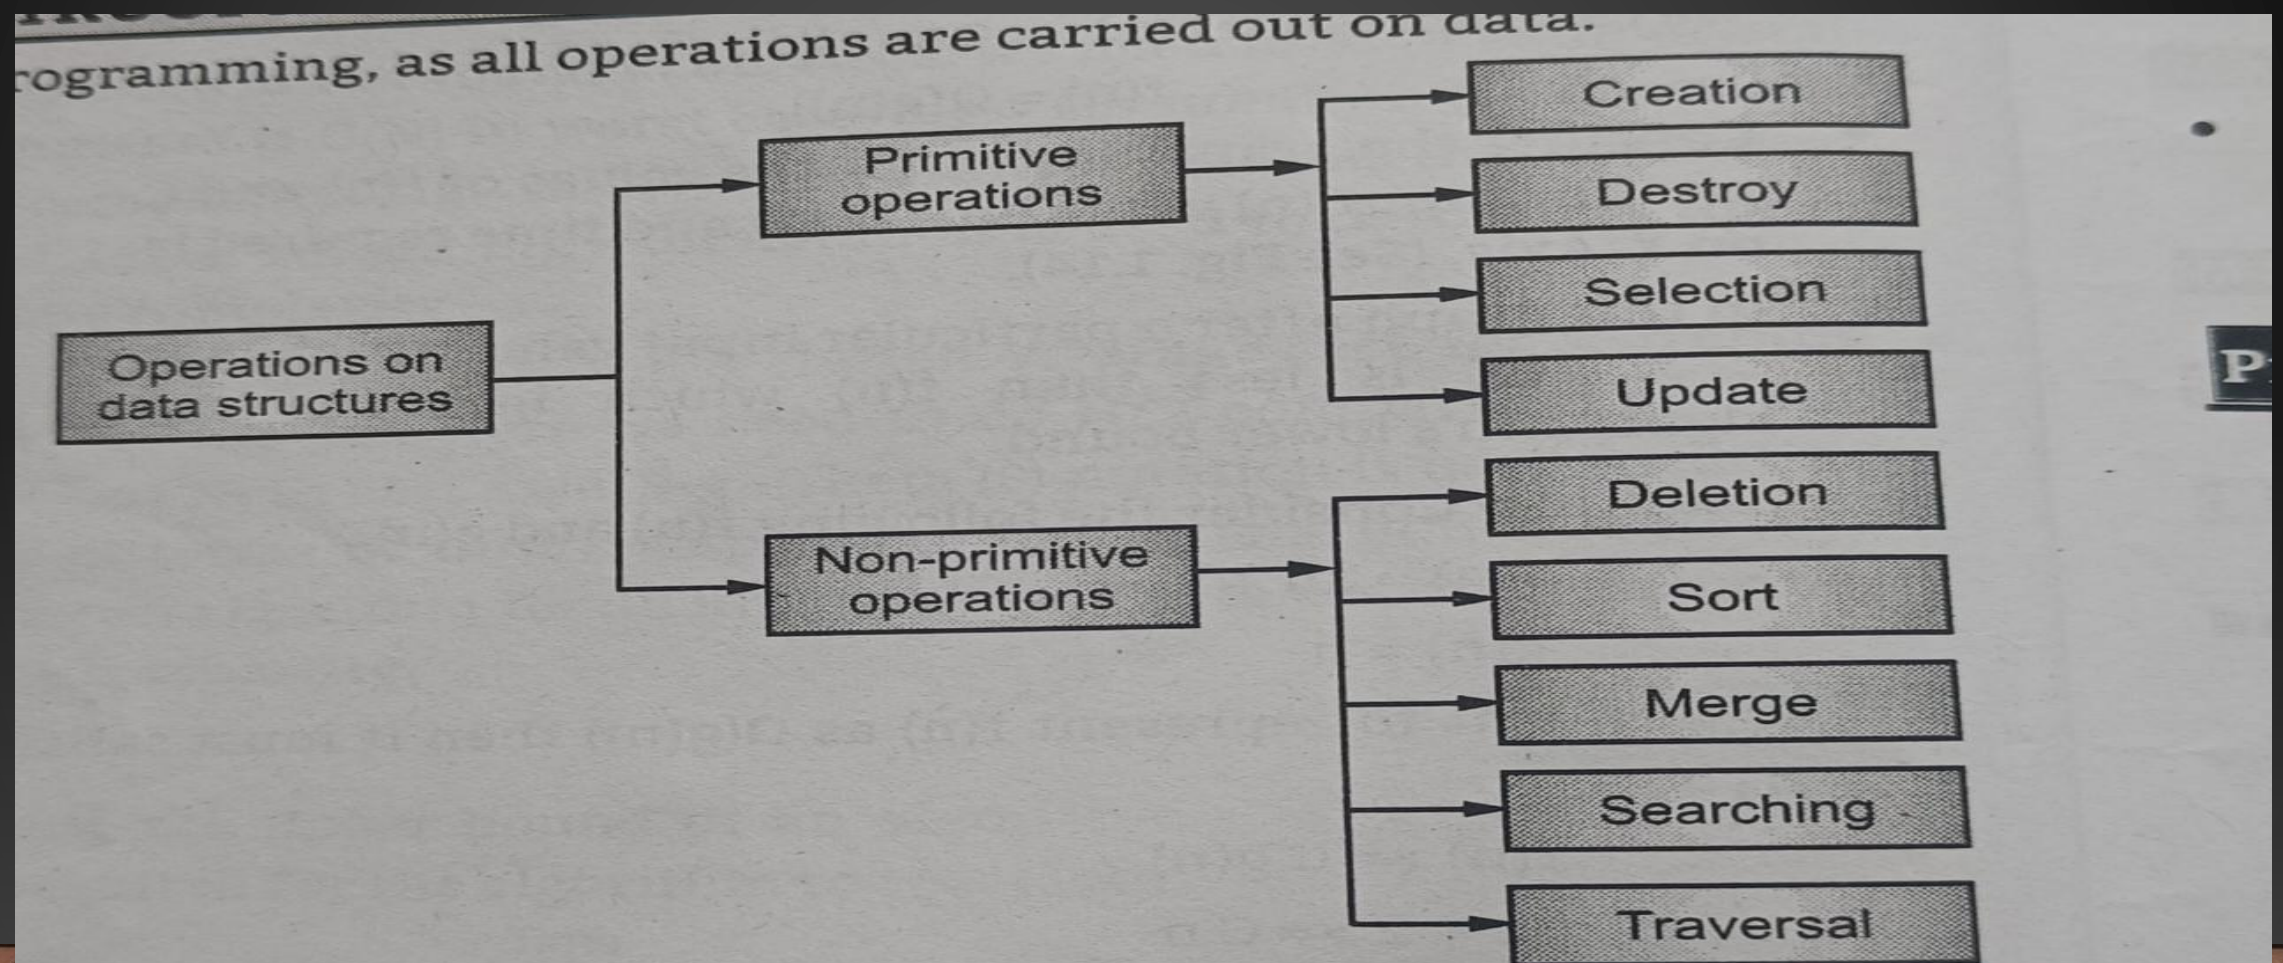 rogramming, as all operations are carried out on data.
Creation
Primitive
operations
Destroy
Selection
Operations on
data structures
Update
Deletion
Non-primitive
operations
Sort
Merge
Searching
Traversal
P